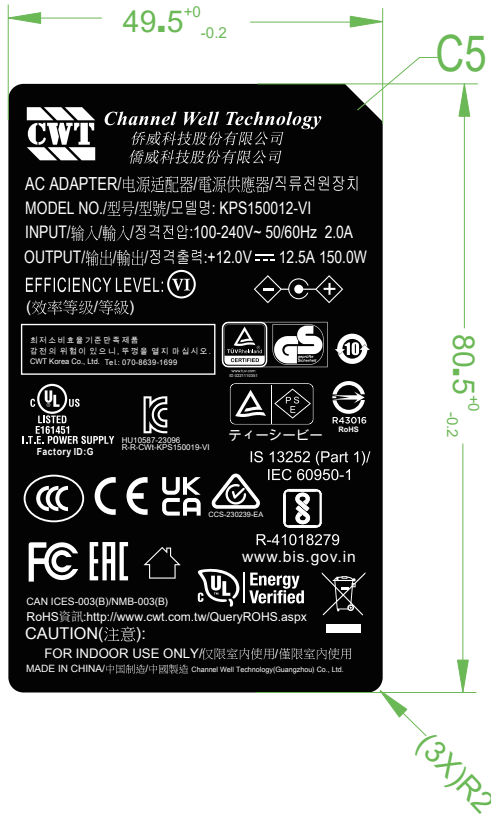 49.5+0 -0.2
C5
CWT
Channel Well Technology
侨威科技股份有限公司
僑威科技股份有限公司
AC ADAPTER/电源适配器/電源供應器/직류전원장치
MODEL NO./型号/型號/모델명: KPS150012-VI
INPUT/输入/輸入/정격전압:100-240V~ 50/60Hz 2.0A
OUTPUT/输出/輸出/정격출력:+12.0V⎓ 12.5A 150.0W
EFFICIENCY LEVEL: VI
(效率等级/等級)
최저소비효율기준만족제품
감전의 위험이 있으니, 뚜껑을 열지 마십시오.
CWT Korea Co., Ltd. Tel: 070-8639-1699
TÜVRheinland
CERTIFIED
www.tuv.com
GS
geprüfte
Sicherheit
10
80.5+0 -0.2
c UL US
LISTED
E161451
I.T.E. POWER SUPPLY
Factory ID:G
HU10587-23096
R-R-CWt-KPS150019-VI
PS
E
ティーシービー
R43016
RoHS
IS 13252 (Part 1)/
IEC 60950-1
CCC
CE
UK
CA
CCS-230239-EA
R-41018279
www.bis.gov.in
FC
EAC
c UL
Energy
Verified
CAN ICES-003(B)/NMB-003(B)
RoHS資訊:http://www.cwt.com.tw/QueryROHS.aspx
CAUTION(注意):
FOR INDOOR USE ONLY/仅限室内使用/僅限室內使用
MADE IN CHINA/中国制造/中國製造 Channel Well Technology(Guangzhou) Co., Ltd.
(3X)R2